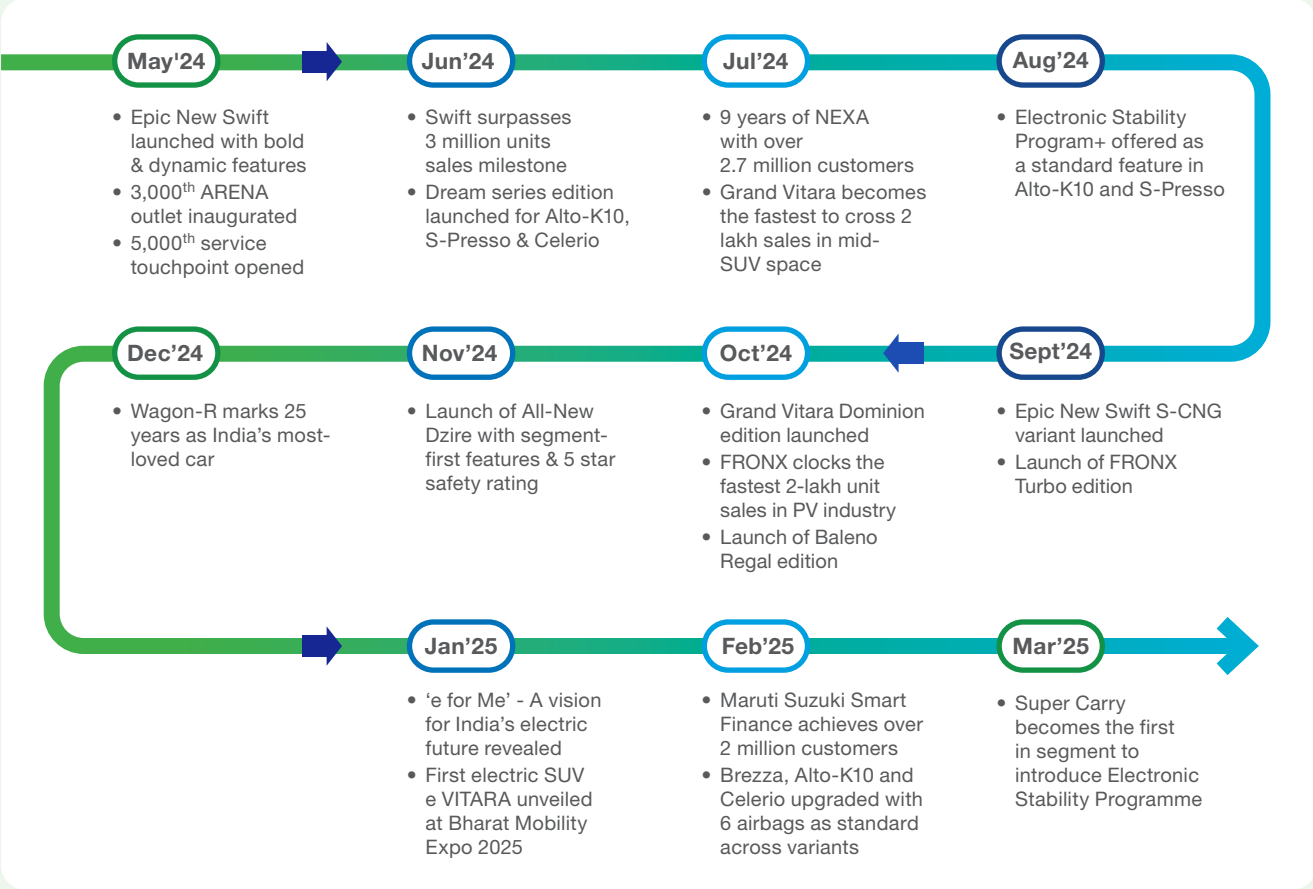 May'24
• Epic New Swift
launched with bold
& dynamic features
• 3,000th ARENA
outlet inaugurated
• 5,000th service
touchpoint opened
Jun’24
• Swift surpasses
3 million units
sales milestone
• Dream series edition
launched for Alto-K10,
S-Presso & Celerio
Jul’24
• 9 years of NEXA
with over
2.7 million customers
• Grand Vitara becomes
the fastest to cross 2
lakh sales in mid-
SUV space
Aug’24
• Electronic Stability
Program+ offered as
a standard feature in
Alto-K10 and S-Presso
Sept’24
• Epic New Swift S-CNG
variant launched
• Launch of FRONX
Turbo edition
Oct’24
• Grand Vitara Dominion
edition launched
• FRONX clocks the
fastest 2-lakh unit
sales in PV industry
• Launch of Baleno
Regal edition
Nov’24
• Launch of All-New
Dzire with segment-
first features & 5 star
safety rating
Dec’24
• Wagon-R marks 25
years as India’s most-
loved car
Jan’25
• ‘e for Me’ - A vision
for India’s electric
future revealed
• First electric SUV
e VITARA unveiled
at Bharat Mobility
Expo 2025
Feb’25
• Maruti Suzuki Smart
Finance achieves over
2 million customers
• Brezza, Alto-K10 and
Celerio upgraded with
6 airbags as standard
across variants
Mar’25
• Super Carry
becomes the first
in segment to
introduce Electronic
Stability Programme